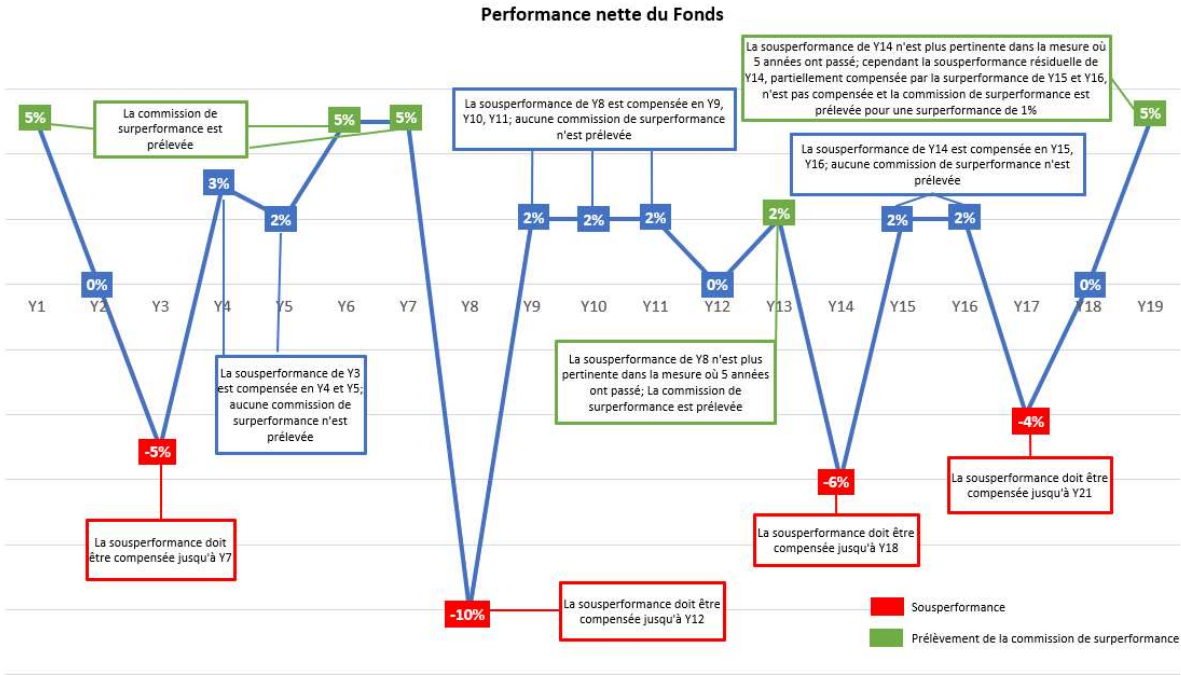 Performance nette du Fonds
La sousperformance de Y14 n'est plus pertinente dans la mesure où
5 années ont passé; cependant la sousperformance résiduelle de
Y14, partiellement compensée par la surperformance de Y15 et Y16,
n'est pas compensée et la commission de surperformance est
prélevée pour une surperformance de 1%
La commission de
surperformance est
prélevée
La sousperformance de Y8 est compensée en Y9,
Y10, Y11; aucune commission de surperformance
n'est prélevée
La sousperformance de Y14 est compensée en Y15,
Y16; aucune commission de surperformance n'est
prélevée
5%
0%
-5%
3%
2%
5%
5%
-10%
2%
2%
2%
0%
2%
-6%
2%
2%
-4%
0%
5%
Y1
Y2
Y3
Y4
Y5
Y6
Y7
Y8
Y9
Y10
Y11
Y12
Y13
Y14
Y15
Y16
Y17
Y18
Y19
La sousperformance de Y3
est compensée en Y4 et Y5;
aucune commission de
surperformance n'est
prélevée
La sousperformance de Y8 n'est plus
pertinente dans la mesure où 5 années
ont passé; La commission de
surperformance est prélevée
La sousperformance doit
être compensée jusqu'à Y7
La sousperformance doit être
compensée jusqu'à Y12
La sousperformance doit être
compensée jusqu'à Y18
La sousperformance doit être
compensée jusqu'à Y21
Sousperformance
Prélèvement de la commission de surperformance